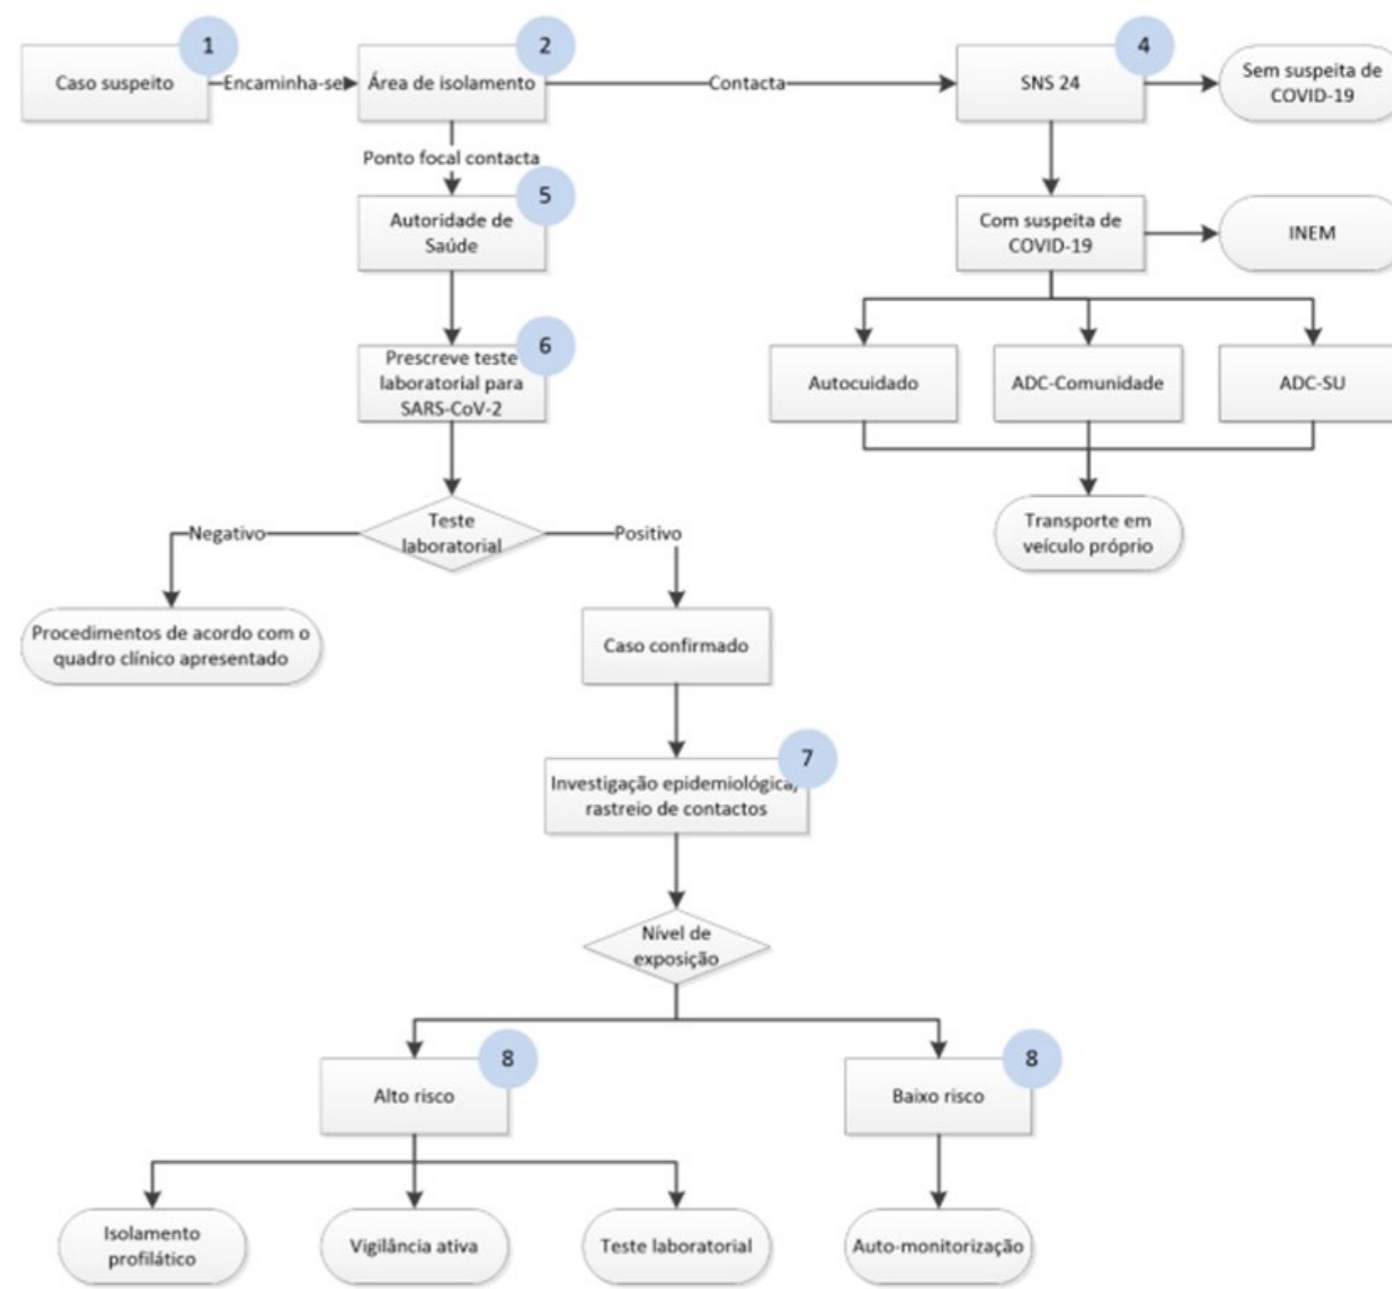 1
Caso suspeito
Encaminha-se
2
Área de isolamento
Contacta
4
SNS 24
Sem suspeita de
COVID-19
Ponto focal contacta
5
Autoridade de
Saúde
Com suspeita de
COVID-19
INEM
6
Prescreve teste
laboratorial para
SARS-CoV-2
Autocuidado
ADC-Comunidade
ADC-SU
Transporte em
veículo próprio
Teste
laboratorial
Negativo
Positivo
Procedimentos de acordo com o
quadro clínico apresentado
Caso confirmado
7
Investigação epidemiológica/
rastreio de contactos
Nível de
exposição
8
Alto risco
8
Baixo risco
Isolamento
profilático
Vigilância ativa
Teste laboratorial
Auto-monitorização